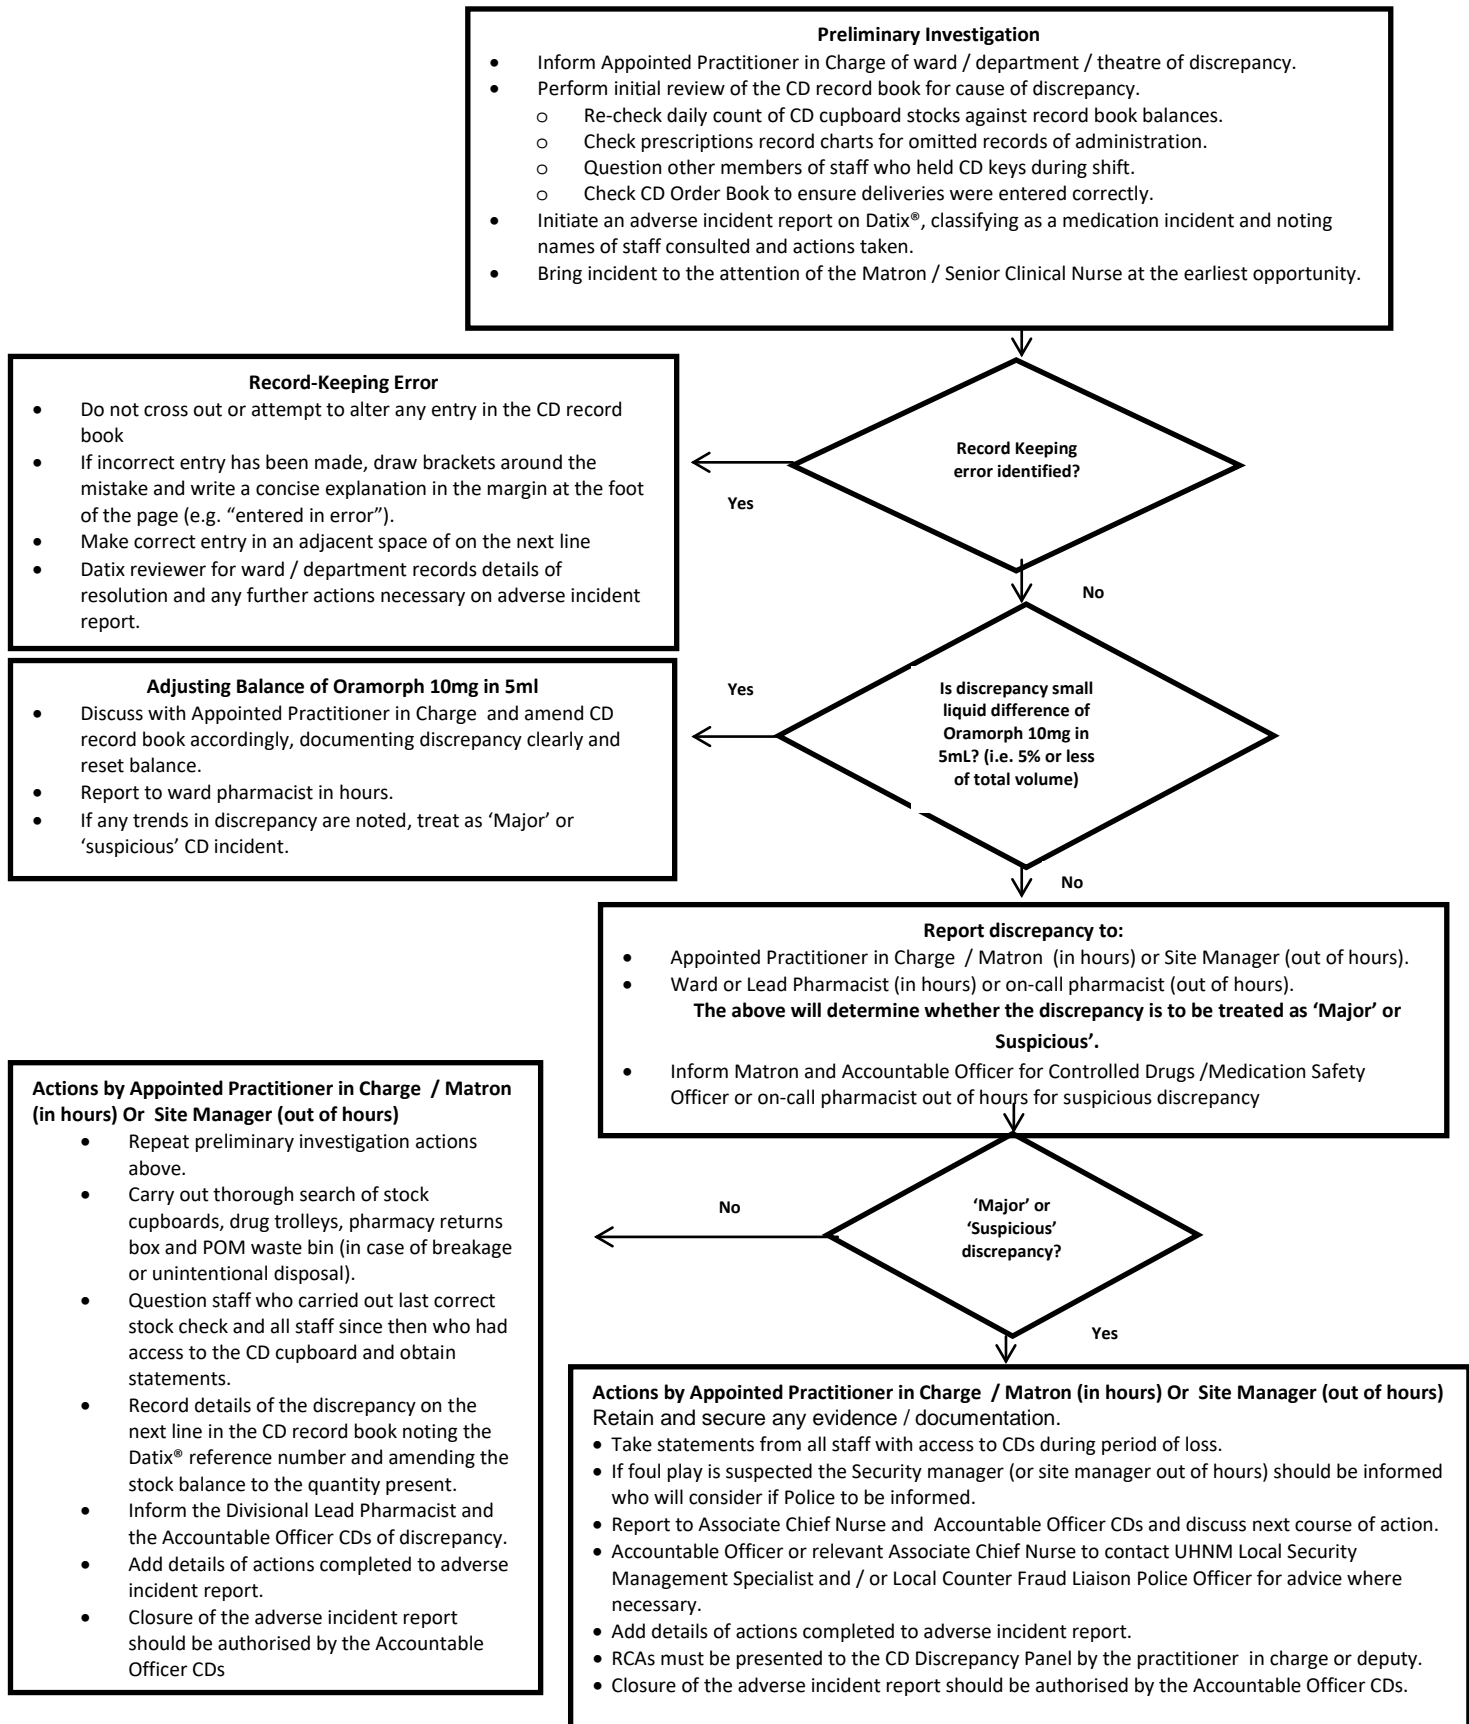 Preliminary Investigation
• Inform Appointed Practitioner in Charge of ward / department / theatre of discrepancy.
• Perform initial review of the CD record book for cause of discrepancy.
o Re-check daily count of CD cupboard stocks against record book balances.
o Check prescriptions record charts for omitted records of administration.
o Question other members of staff who held CD keys during shift.
o Check CD Order Book to ensure deliveries were entered correctly.
• Initiate an adverse incident report on Datix®, classifying as a medication incident and noting
names of staff consulted and actions taken.
• Bring incident to the attention of the Matron / Senior Clinical Nurse at the earliest opportunity.
Record Keeping
error identified?
Yes
No
Record-Keeping Error
• Do not cross out or attempt to alter any entry in the CD record
book
• If incorrect entry has been made, draw brackets around the
mistake and write a concise explanation in the margin at the foot
of the page (e.g. “entered in error”).
• Make correct entry in an adjacent space of on the next line
• Datix reviewer for ward / department records details of
resolution and any further actions necessary on adverse incident
report.
Is discrepancy small
liquid difference of
Oramorph 10mg in
5mL? (i.e. 5% or less
of total volume)
Yes
No
Adjusting Balance of Oramorph 10mg in 5ml
• Discuss with Appointed Practitioner in Charge and amend CD
record book accordingly, documenting discrepancy clearly and
reset balance.
• Report to ward pharmacist in hours.
• If any trends in discrepancy are noted, treat as ‘Major’ or
‘suspicious’ CD incident.
Report discrepancy to:
• Appointed Practitioner in Charge / Matron (in hours) or Site Manager (out of hours).
• Ward or Lead Pharmacist (in hours) or on-call pharmacist (out of hours).
The above will determine whether the discrepancy is to be treated as ‘Major’ or
Suspicious’.
• Inform Matron and Accountable Officer for Controlled Drugs /Medication Safety
Officer or on-call pharmacist out of hours for suspicious discrepancy
‘Major’ or
‘Suspicious’
discrepancy?
No
Yes
Actions by Appointed Practitioner in Charge / Matron
(in hours) Or Site Manager (out of hours)
• Repeat preliminary investigation actions
above.
• Carry out thorough search of stock
cupboards, drug trolleys, pharmacy returns
box and POM waste bin (in case of breakage
or unintentional disposal).
• Question staff who carried out last correct
stock check and all staff since then who had
access to the CD cupboard and obtain
statements.
• Record details of the discrepancy on the
next line in the CD record book noting the
Datix® reference number and amending the
stock balance to the quantity present.
• Inform the Divisional Lead Pharmacist and
the Accountable Officer CDs of discrepancy.
• Add details of actions completed to adverse
incident report.
• Closure of the adverse incident report
should be authorised by the Accountable
Officer CDs
Actions by Appointed Practitioner in Charge / Matron (in hours) Or Site Manager (out of hours)
Retain and secure any evidence / documentation.
• Take statements from all staff with access to CDs during period of loss.
• If foul play is suspected the Security manager (or site manager out of hours) should be informed
who will consider if Police to be informed.
• Report to Associate Chief Nurse and Accountable Officer CDs and discuss next course of action.
• Accountable Officer or relevant Associate Chief Nurse to contact UHNM Local Security
Management Specialist and / or Local Counter Fraud Liaison Police Officer for advice where
necessary.
• Add details of actions completed to adverse incident report.
• RCAs must be presented to the CD Discrepancy Panel by the practitioner in charge or deputy.
• Closure of the adverse incident report should be authorised by the Accountable Officer CDs.